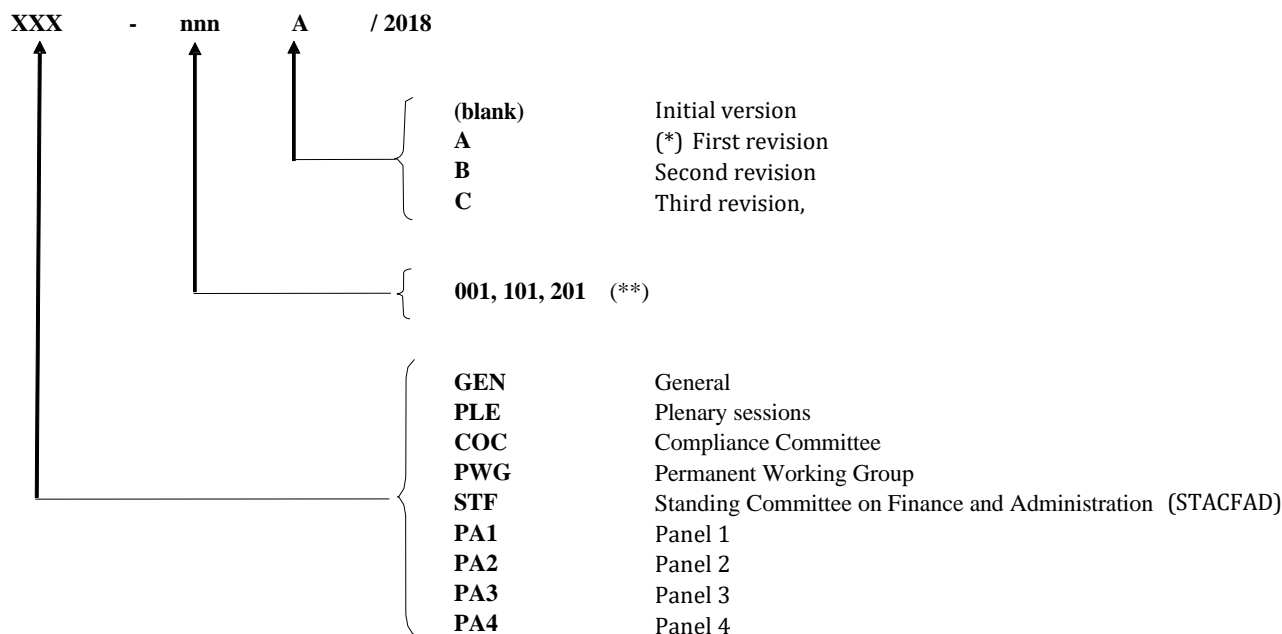 XXX - nnn A / 2018
(blank) Initial version
A (*) First revision
B Second revision
C Third revision,
001, 101, 201 (**)
GEN General
PLE Plenary sessions
COC Compliance Committee
PWG Permanent Working Group
STF Standing Committee on Finance and Administration (STACFAD)
PA1 Panel 1
PA2 Panel 2
PA3 Panel 3
PA4 Panel 4